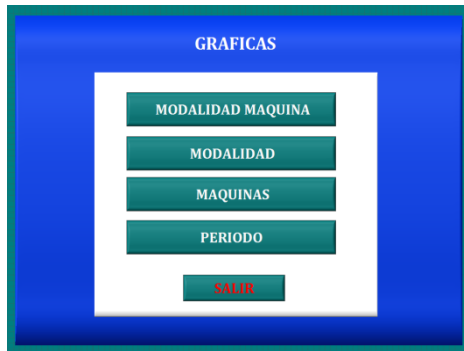 GRAFICAS
MODALIDAD MAQUINA
MODALIDAD
MAQUINAS
PERIODO
SALIR